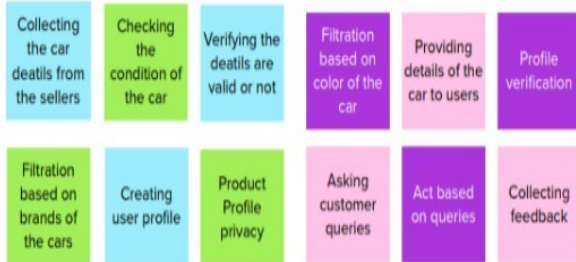 Collecting
the car
deatils from
the sellers
Checking
the
condition of
the car
Verifying the
deatils are
valid or not
Filtration
based on
color of the
car
Providing
details of the
car to users
Profile
verification
Filtration
based on
brands of
the cars
Creating
user profile
Product
Profile
privacy
Asking
customer
queries
Act based
on queries
Collecting
feedback